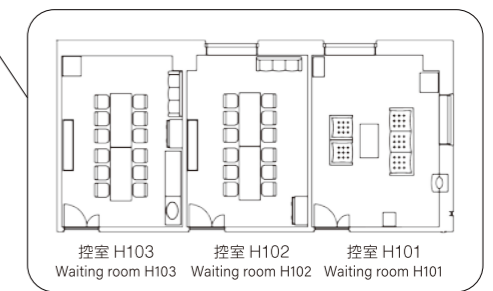 控室 H103
Waiting room H103
控室 H102
Waiting room H102
控室 H101
Waiting room H101